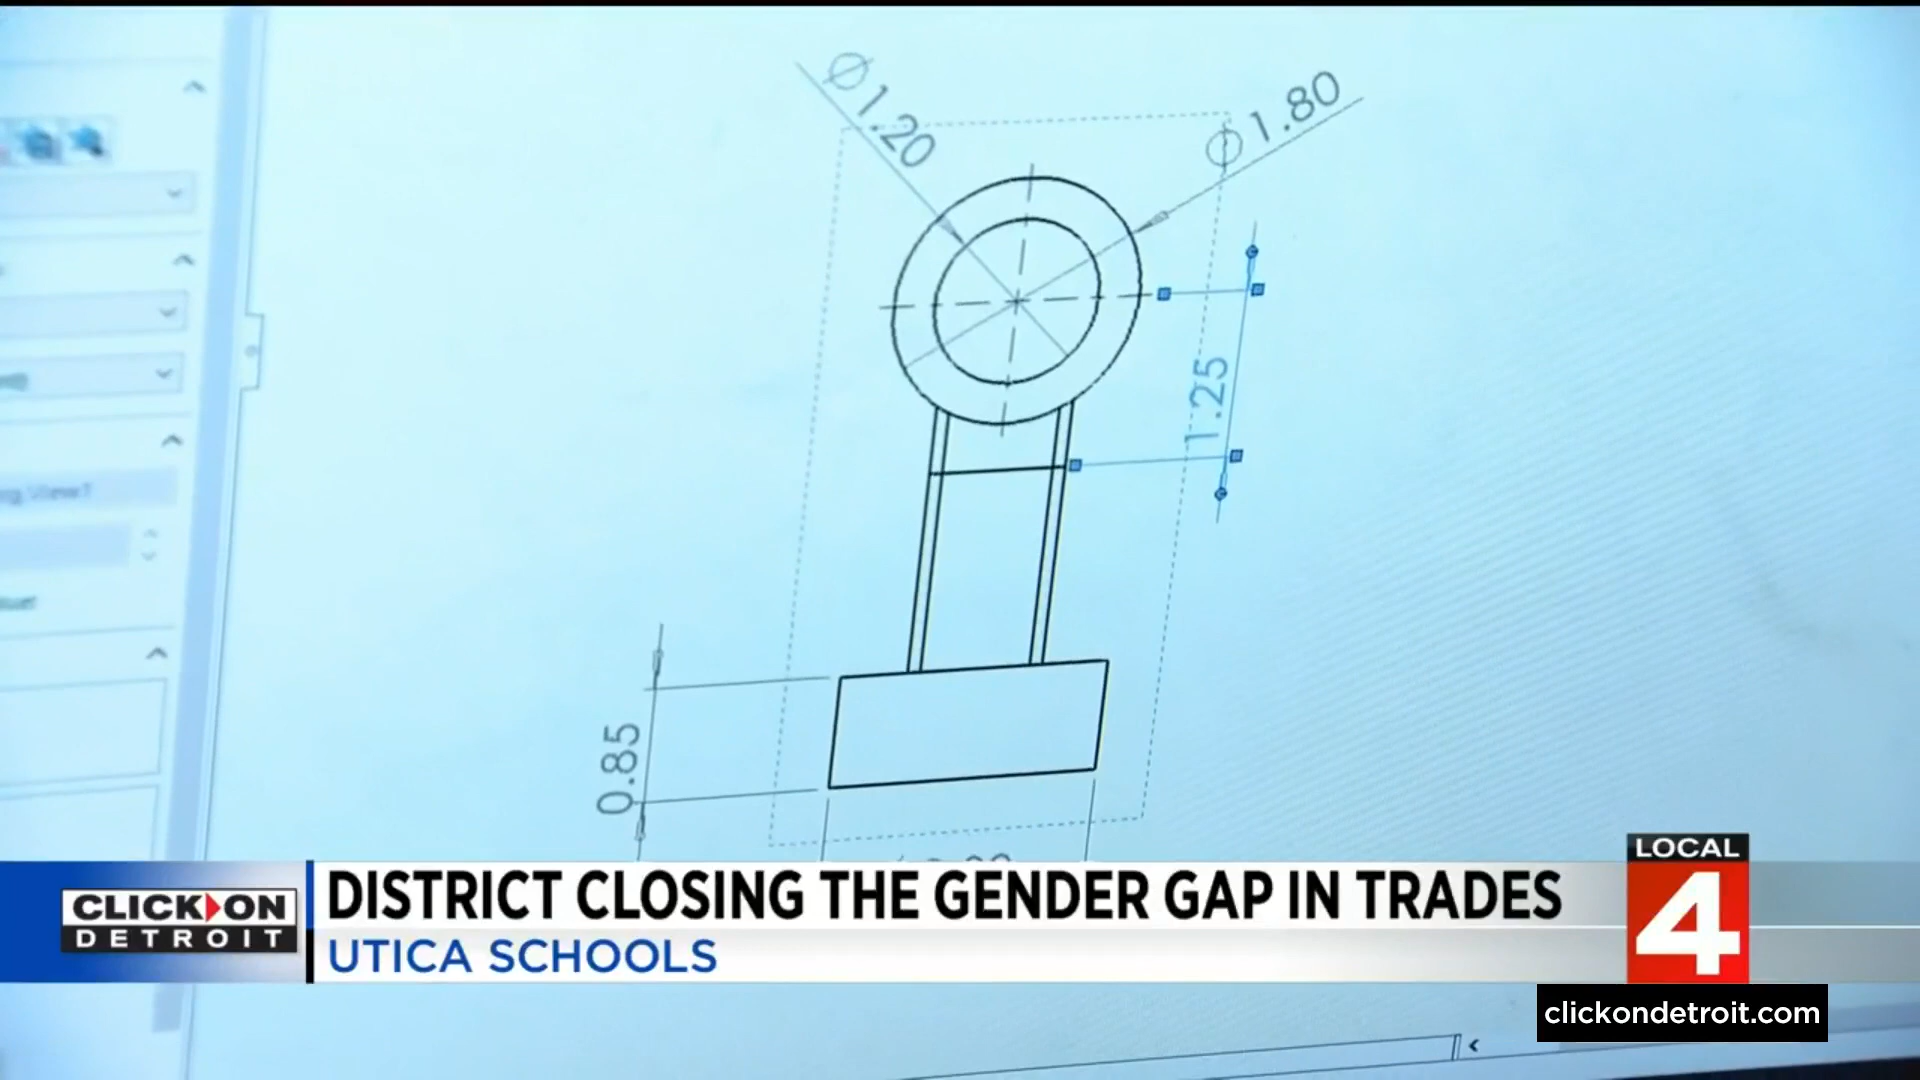 Ø1.20
Ø1.80
1.25
0.85
CLICK ON
DETROIT
DISTRICT CLOSING THE GENDER GAP IN TRADES
UTICA SCHOOLS
LOCAL
4
clickondetroit.com